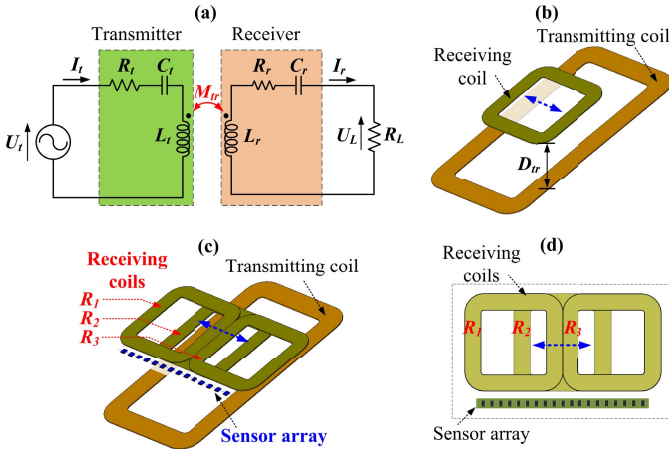 (a)
Transmitter Receiver
I_t R_t C_t R_r C_r I_r
M_tr
U_t L_t L_r U_L R_L
(b)
Transmitting coil
Receiving
coil
D_tr
(c)
Receiving
coils
Transmitting coil
R_1
R_2
R_3
Sensor array
(d)
Receiving
coils
R_1 R_2 R_3
Sensor array